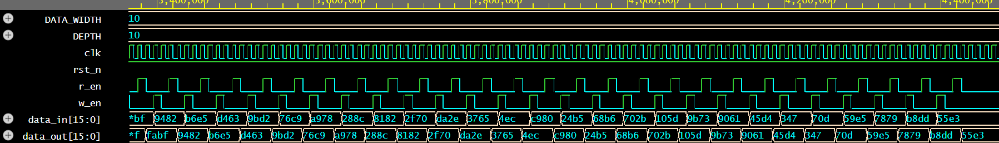 3,400,000 3,600,000 3,800,000 4,000,000 4,200,000 4,400,000
DATA_WIDTH 10
DEPTH 10
clk
rst_n
r_en
w_en
data_in[15:0] *bf 9482 b6e5 d463 9bd2 76c9 a978 288c 8182 2f70 da2e 3765 4ec c980 24b5 68b6 702b 105d 9b73 9061 45d4 347 70d 59e5 7879 b8dd 55e3
data_out[15:0] *f fabf 9482 b6e5 d463 9bd2 76c9 a978 288c 8182 2f70 da2e 3765 4ec c980 24b5 68b6 702b 105d 9b73 9061 45d4 347 70d 59e5 7879 b8dd 55e3